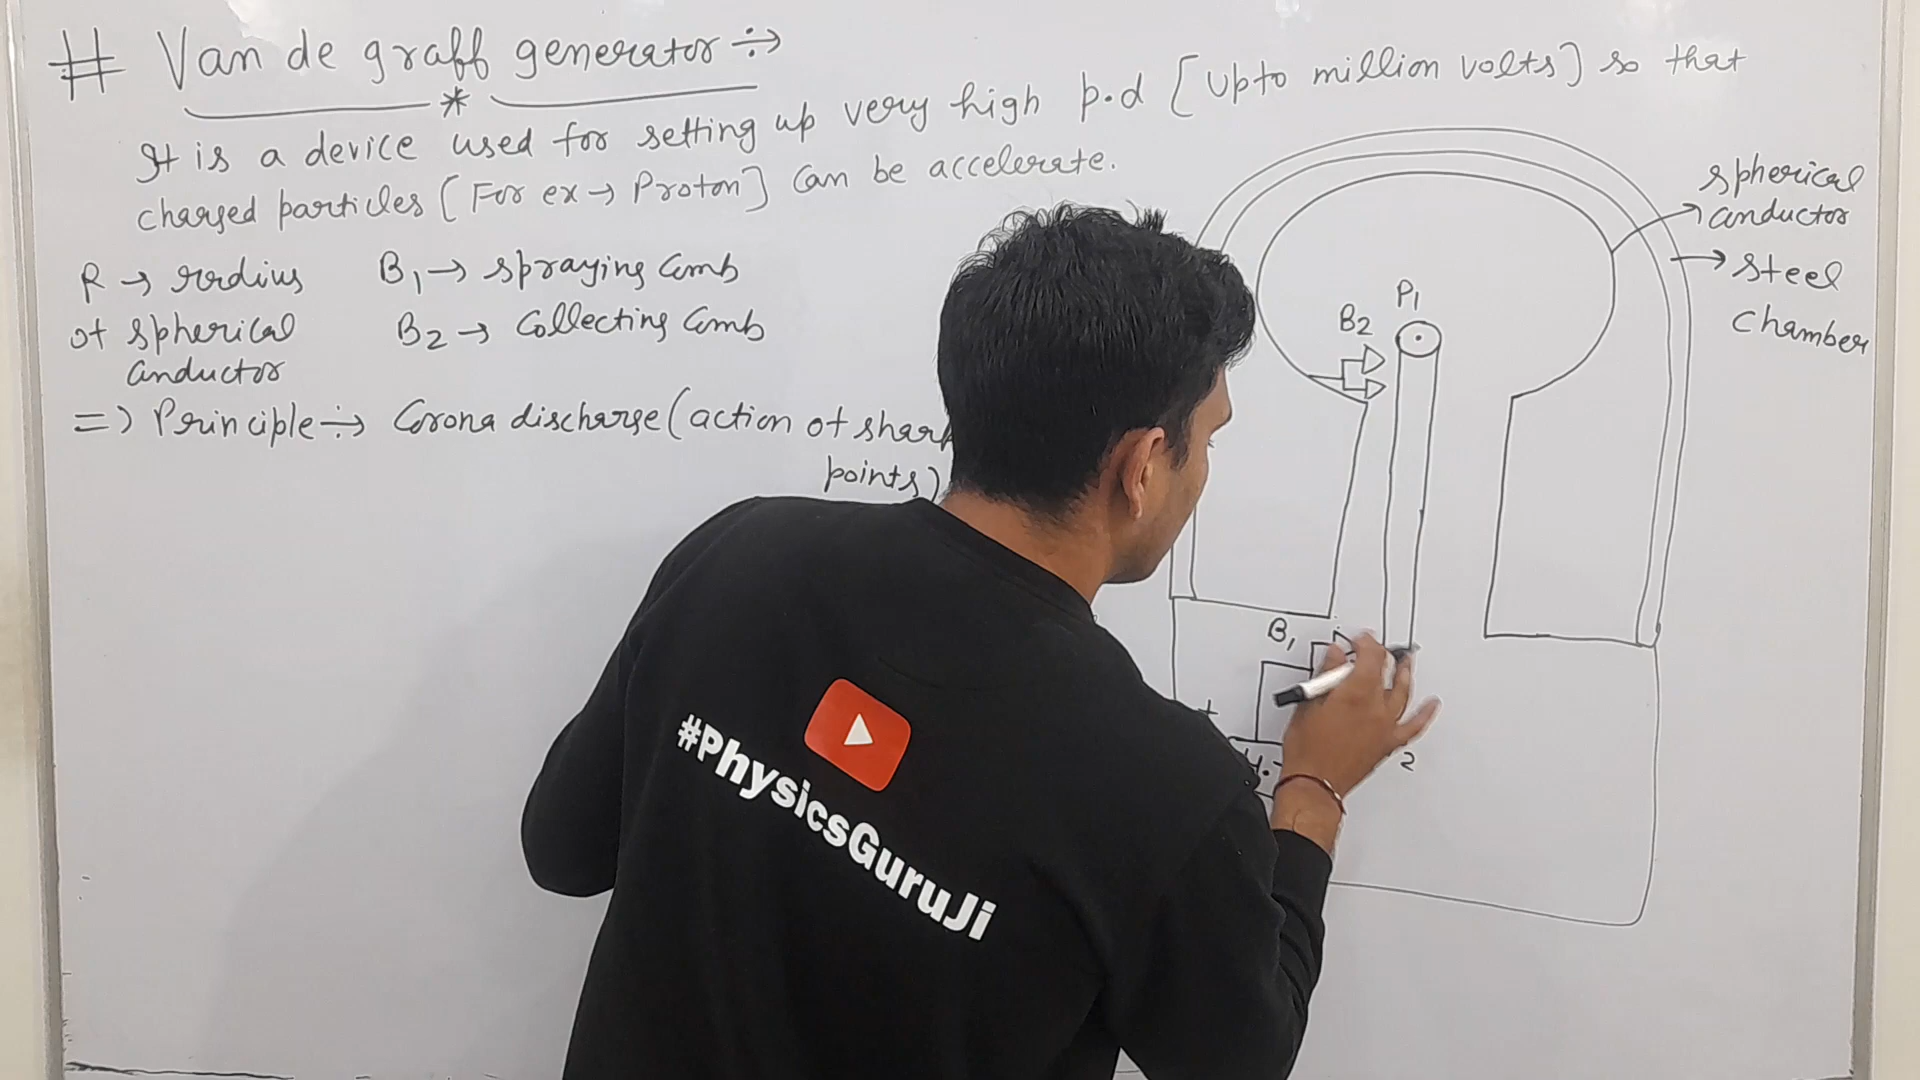 # Van de graff generator ÷→
*
It is a device used for setting up very high p.d [upto million volts] so that
charged particles [For ex → Proton] can be accelerate.
R → radius
of spherical
conductor
B1 → spraying Comb
B2 → Collecting Comb
=) Principle ÷→ Corona discharge (action of sharp
points)
spherical
conductor
steel
chamber
P1
B2
B1
+
2
#PhysicsGuruJi